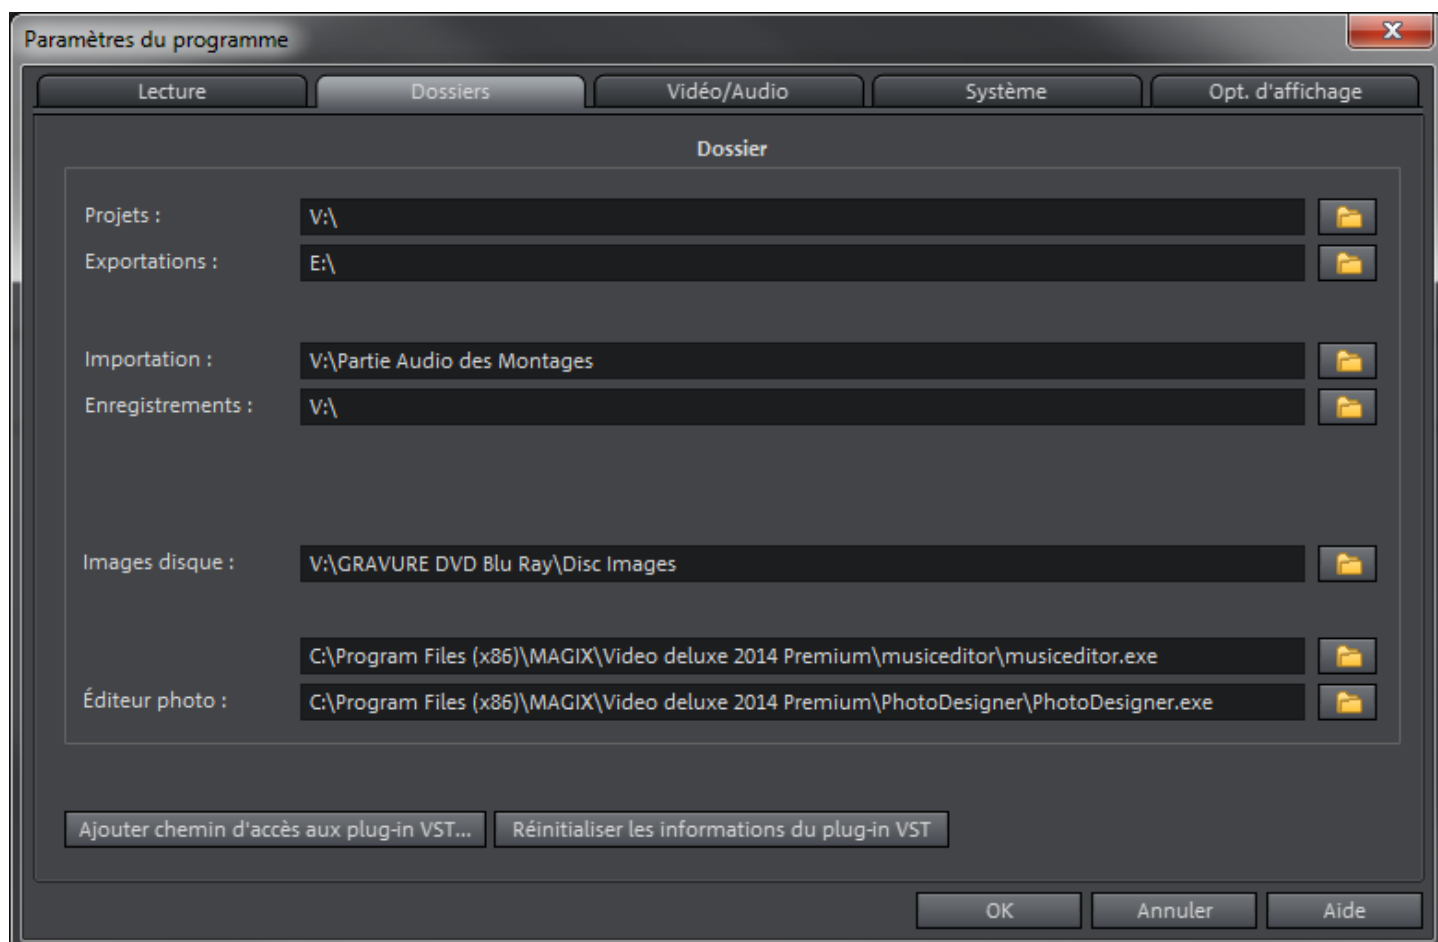 Paramètres du programme
Lecture Dossiers Vidéo/Audio Système Opt. d'affichage
Dossier
Projets : V:\
Exportations : E:\
Importation : V:\Partie Audio des Montages
Enregistrements : V:\
Images disque : V:\GRAVURE DVD Blu Ray\Disc Images
C:\Program Files (x86)\MAGIX\Video deluxe 2014 Premium\musiceditor\musiceditor.exe
Éditeur photo : C:\Program Files (x86)\MAGIX\Video deluxe 2014 Premium\PhotoDesigner\PhotoDesigner.exe
Ajouter chemin d'accès aux plug-in VST... Réinitialiser les informations du plug-in VST
OK Annuler Aide